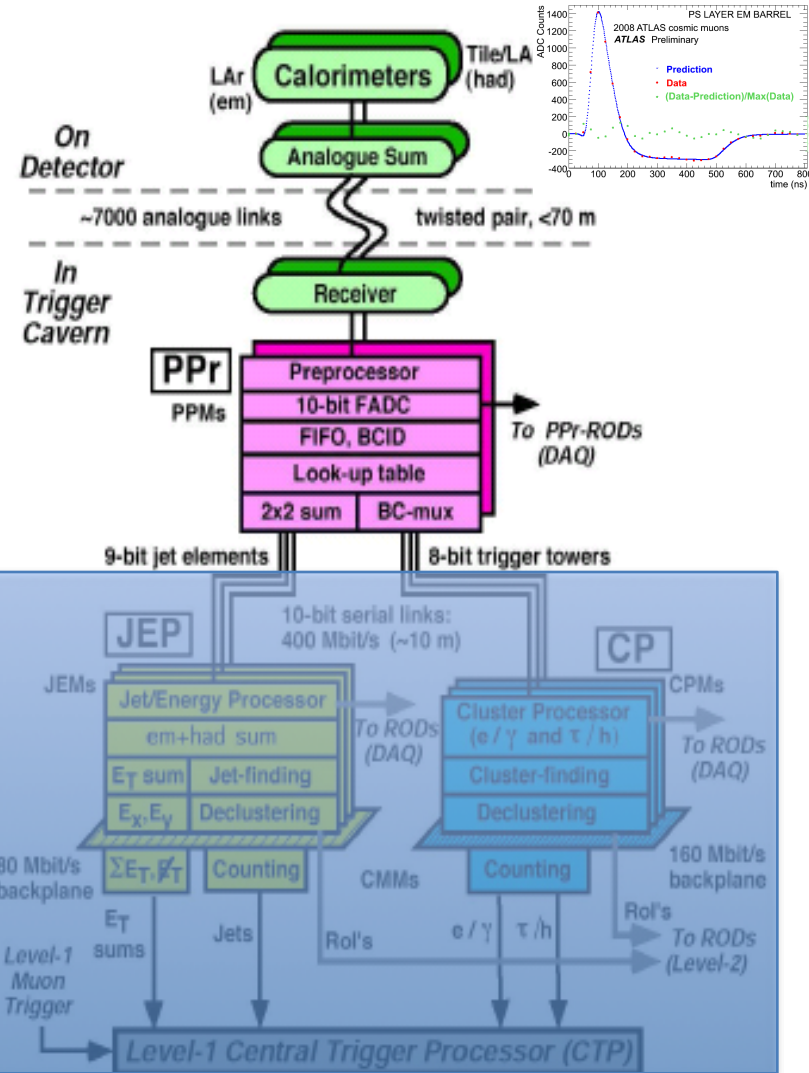 LAr
(em)
Calorimeters
Tile/LA
(had)
On
Detector
Analogue Sum
~7000 analogue links
twisted pair, <70 m
In
Trigger
Cavern
Receiver
PPr
PPMs
Preprocessor
10-bit FADC
FIFO, BCID
Look-up table
2x2 sum
BC-mux
To PPr-RODs
(DAQ)
9-bit jet elements
8-bit trigger towers
10-bit serial links:
400 Mbit/s (~10 m)
JEP
JEMs
Jet/Energy Processor
em+had sum
ET sum
Jet-finding
Ex,Ey
Declustering
To RODs
(DAQ)
CP
CPMs
Cluster Processor
(e / γ and τ / h)
Cluster-finding
Declustering
To RODs
(DAQ)
80 Mbit/s
backplane
ΣET,E̸T
Counting
CMMs
Counting
160 Mbit/s
backplane
ET
sums
Jets
RoI's
e / γ
τ /h
RoI's
To RODs
(Level-2)
Level-1
Muon
Trigger
Level-1 Central Trigger Processor (CTP)
PS LAYER EM BARREL
2008 ATLAS cosmic muons
ATLAS Preliminary
Prediction
Data
(Data-Prediction)/Max(Data)
ADC Counts
1400
1200
1000
800
600
400
200
0
-200
-400
0 100 200 300 400 500 600 700 80
time (ns)